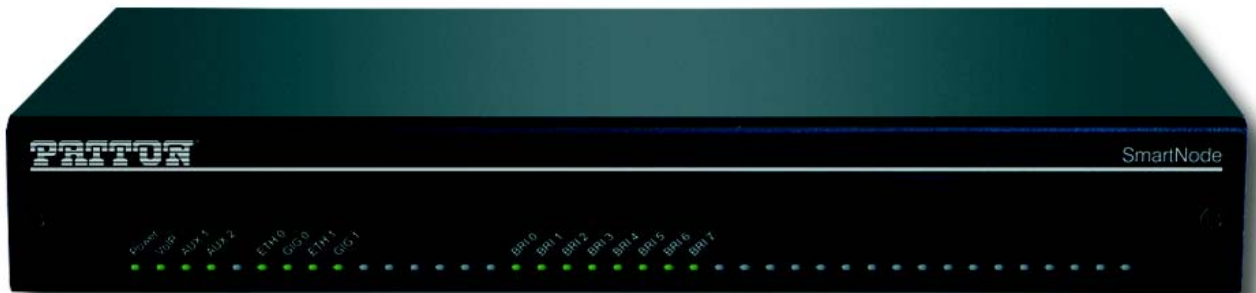 PATTON
SmartNode
Power VoIP AUX 1 AUX 2 ETH 0 GIG 0 ETH 1 GIG 1 BRI 0 BRI 1 BRI 2 BRI 3 BRI 4 BRI 5 BRI 6 BRI 7